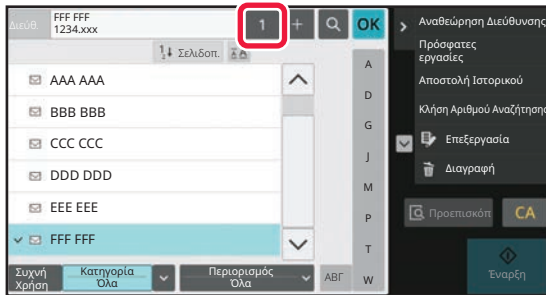 Διεύθ.
FFF FFF
1234.xxx
1
+
OK
Σελιδοπ.
AAA AAA
BBB BBB
CCC CCC
DDD DDD
EEE EEE
FFF FFF
A
D
G
J
M
P
T
W
Συχνή
Χρήση
Κατηγορία
Όλα
Περιορισμός
Όλα
ΑΒΓ
Αναθεώρηση Διεύθυνσης
Πρόσφατες
εργασίες
Αποστολή Ιστορικού
Κλήση Αριθμού Αναζήτησης
Επεξεργασία
Διαγραφή
Προεπισκόπ
CA
Έναρξη